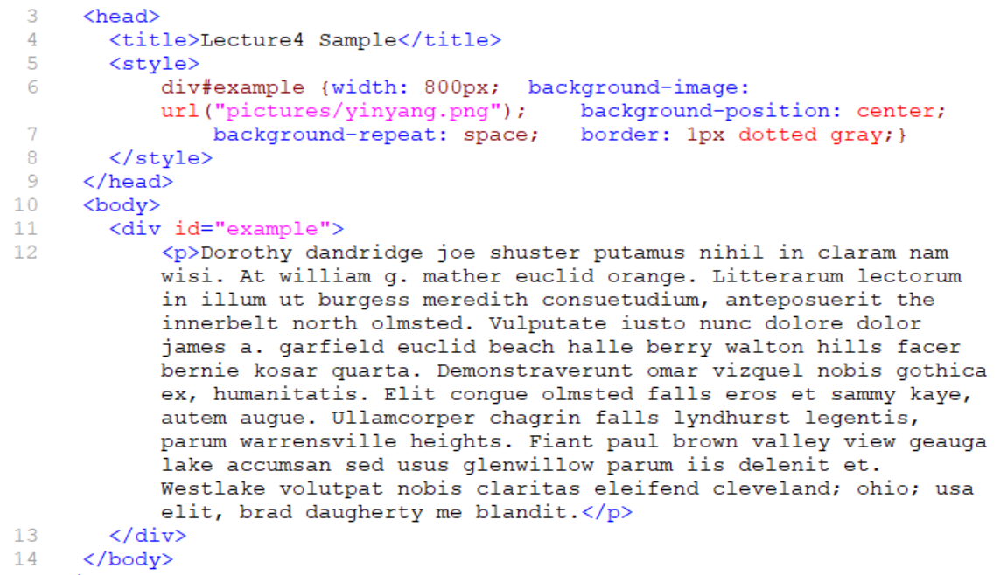 3 <head>
4 <title>Lecture4 Sample</title>
5 <style>
6 div#example {width: 800px; background-image:
url("pictures/yinyang.png"); background-position: center;
7 background-repeat: space; border: 1px dotted gray;}
8 </style>
9 </head>
10 <body>
11 <div id="example">
12 <p>Dorothy dandridge joe shuster putamus nihil in claram nam
wisi. At william g. mather euclid orange. Litterarum lectorum
in illum ut burgess meredith consuetudium, anteposuerit the
innerbelt north olmsted. Vulputate iusto nunc dolore dolor
james a. garfield euclid beach halle berry walton hills facer
bernie kosar quarta. Demonstraverunt omar vizquel nobis gothica
ex, humanitatis. Elit congue olmsted falls eros et sammy kaye,
autem augue. Ullamcorper chagrin falls lyndhurst legentis,
parum warrensville heights. Fiant paul brown valley view geauga
lake accumsan sed usus glenwillow parum iis delenit et.
Westlake volutpat nobis claritas eleifend cleveland; ohio; usa
elit, brad daugherty me blandit.</p>
13 </div>
14 </body>